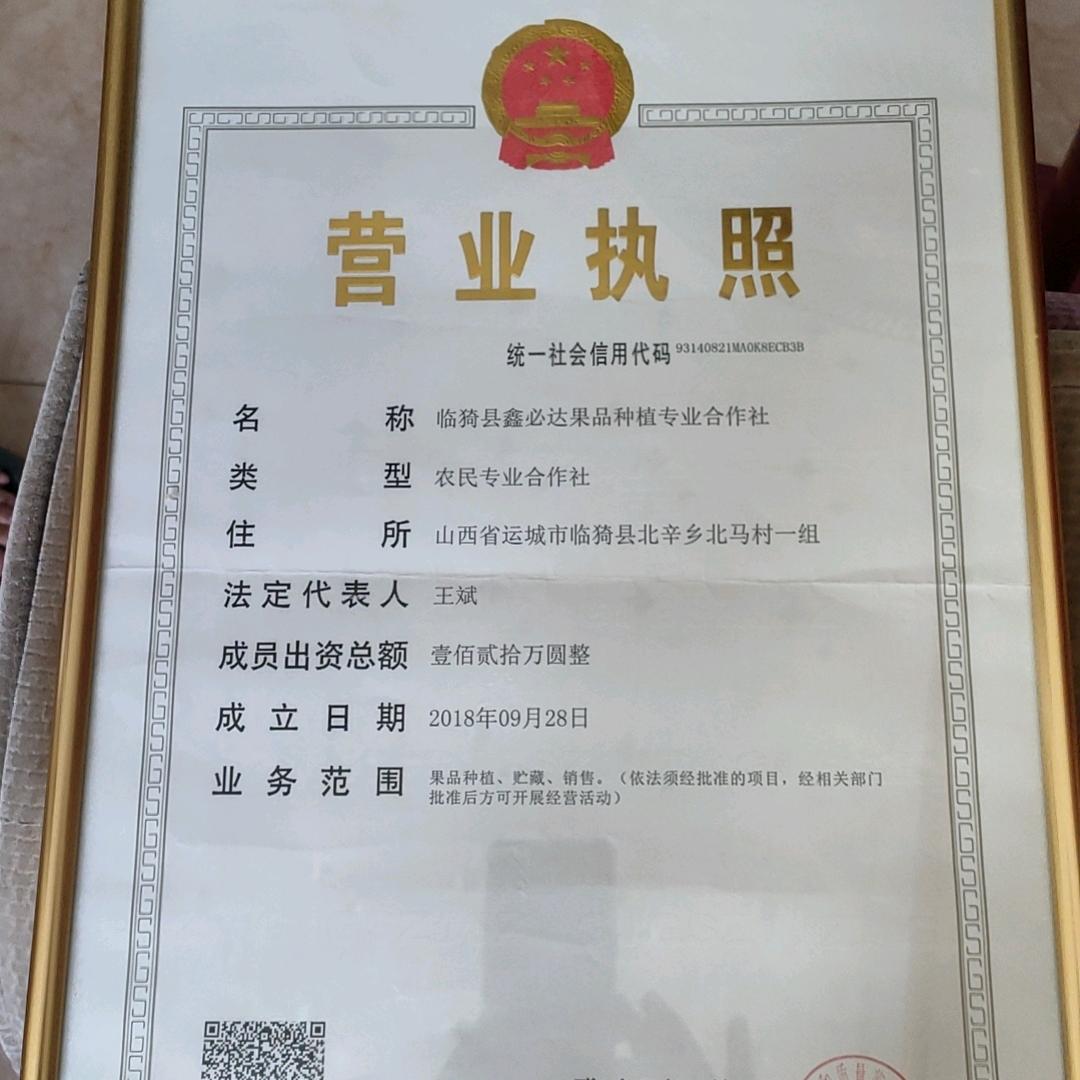 营业执照
统一社会信用代码 93140821MA0K8ECB3B
名称 临猗县鑫必达果品种植专业合作社
类型 农民专业合作社
住所 山西省运城市临猗县北辛乡北马村一组
法定代表人 王斌
成员出资总额 壹佰贰拾万圆整
成立日期 2018年09月28日
业务范围 果品种植、贮藏、销售。（依法须经批准的项目，经相关部门
批准后方可开展经营活动）
质量